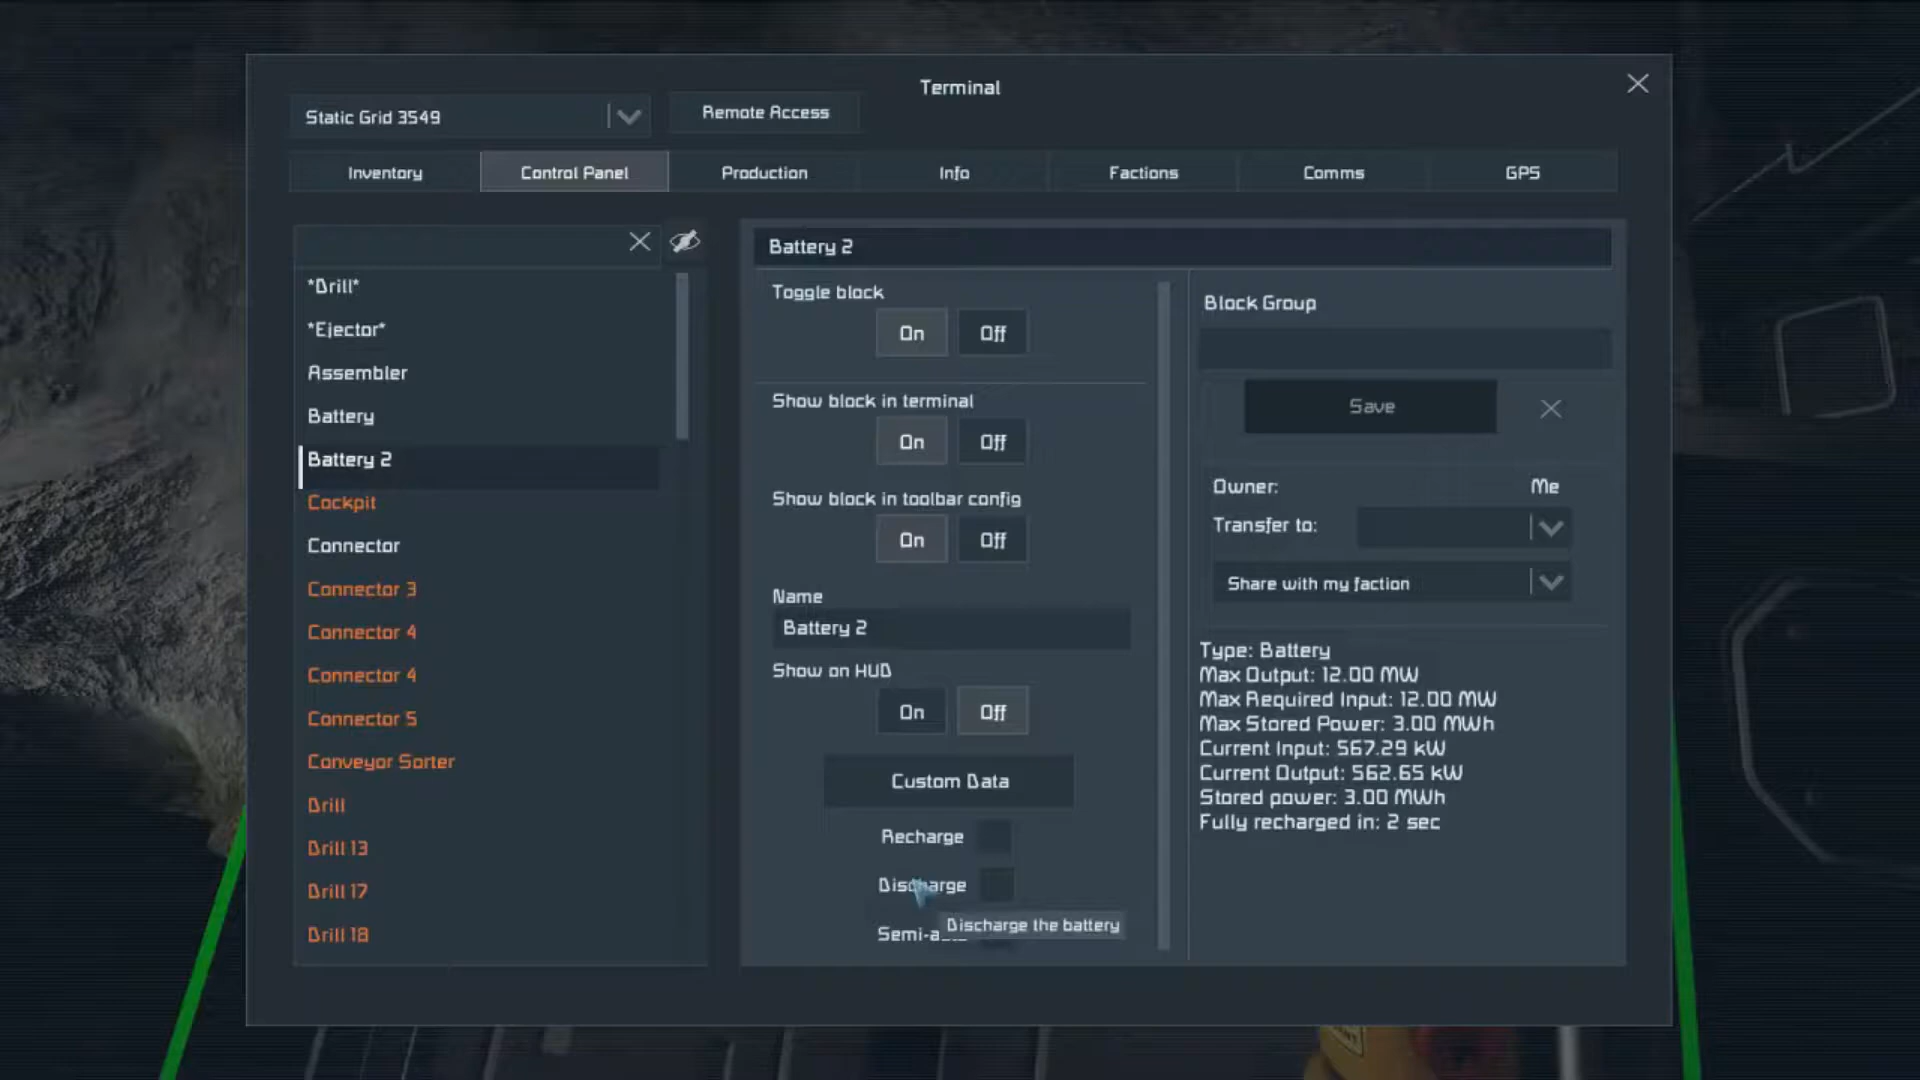 Terminal
Static Grid 3549
Remote Access
Inventory
Control Panel
Production
Info
Factions
Comms
GPS
*Drill*
*Ejector*
Assembler
Battery
Battery 2
Cockpit
Connector
Connector 3
Connector 4
Connector 4
Connector 5
Conveyor Sorter
Drill
Drill 13
Drill 17
Drill 18
Battery 2
Toggle block
On
Off
Show block in terminal
On
Off
Show block in toolbar config
On
Off
Name
Battery 2
Show on HUD
On
Off
Custom Data
Recharge
Discharge
Discharge the battery
Block Group
Save
Owner: Me
Transfer to:
Share with my faction
Type: Battery
Max Output: 12.00 MW
Max Required Input: 12.00 MW
Max Stored Power: 3.00 MWh
Current Input: 567.29 kW
Current Output: 562.65 kW
Stored power: 3.00 MWh
Fully recharged in: 2 sec